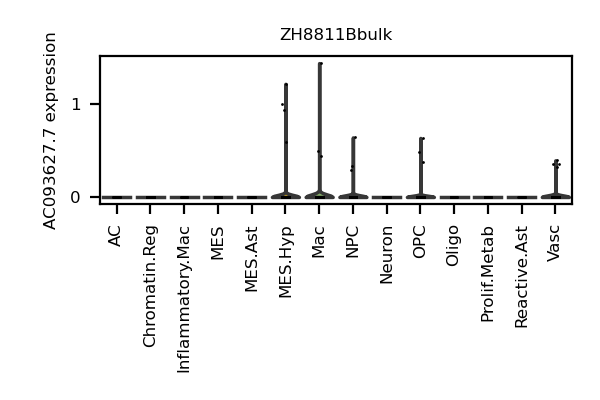 ZH8811Bbulk
AC093627.7 expression
1
0
AC
Chromatin.Reg
Inflammatory.Mac
MES
MES.Ast
MES.Hyp
Mac
NPC
Neuron
OPC
Oligo
Prolif.Metab
Reactive.Ast
Vasc